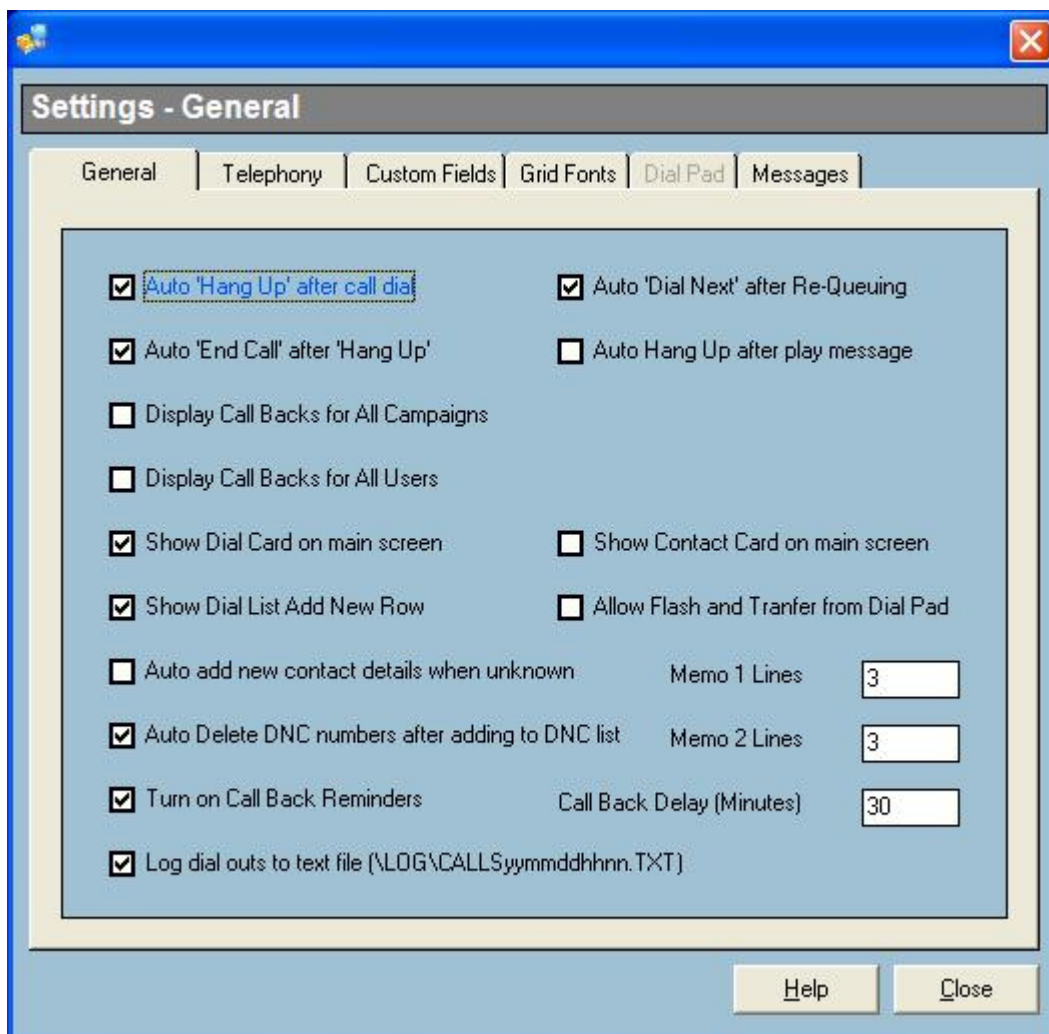 Settings - General
General Telephony Custom Fields Grid Fonts Dial Pad Messages
Auto 'Hang Up' after call dial Auto 'Dial Next' after Re-Queuing
Auto 'End Call' after 'Hang Up' Auto Hang Up after play message
Display Call Backs for All Campaigns
Display Call Backs for All Users
Show Dial Card on main screen Show Contact Card on main screen
Show Dial List Add New Row Allow Flash and Tranfer from Dial Pad
Auto add new contact details when unknown Memo 1 Lines 3
Auto Delete DNC numbers after adding to DNC list Memo 2 Lines 3
Turn on Call Back Reminders Call Back Delay (Minutes) 30
Log dial outs to text file (\LOG\CALLSyymmddhhnn.TXT)
Help Close